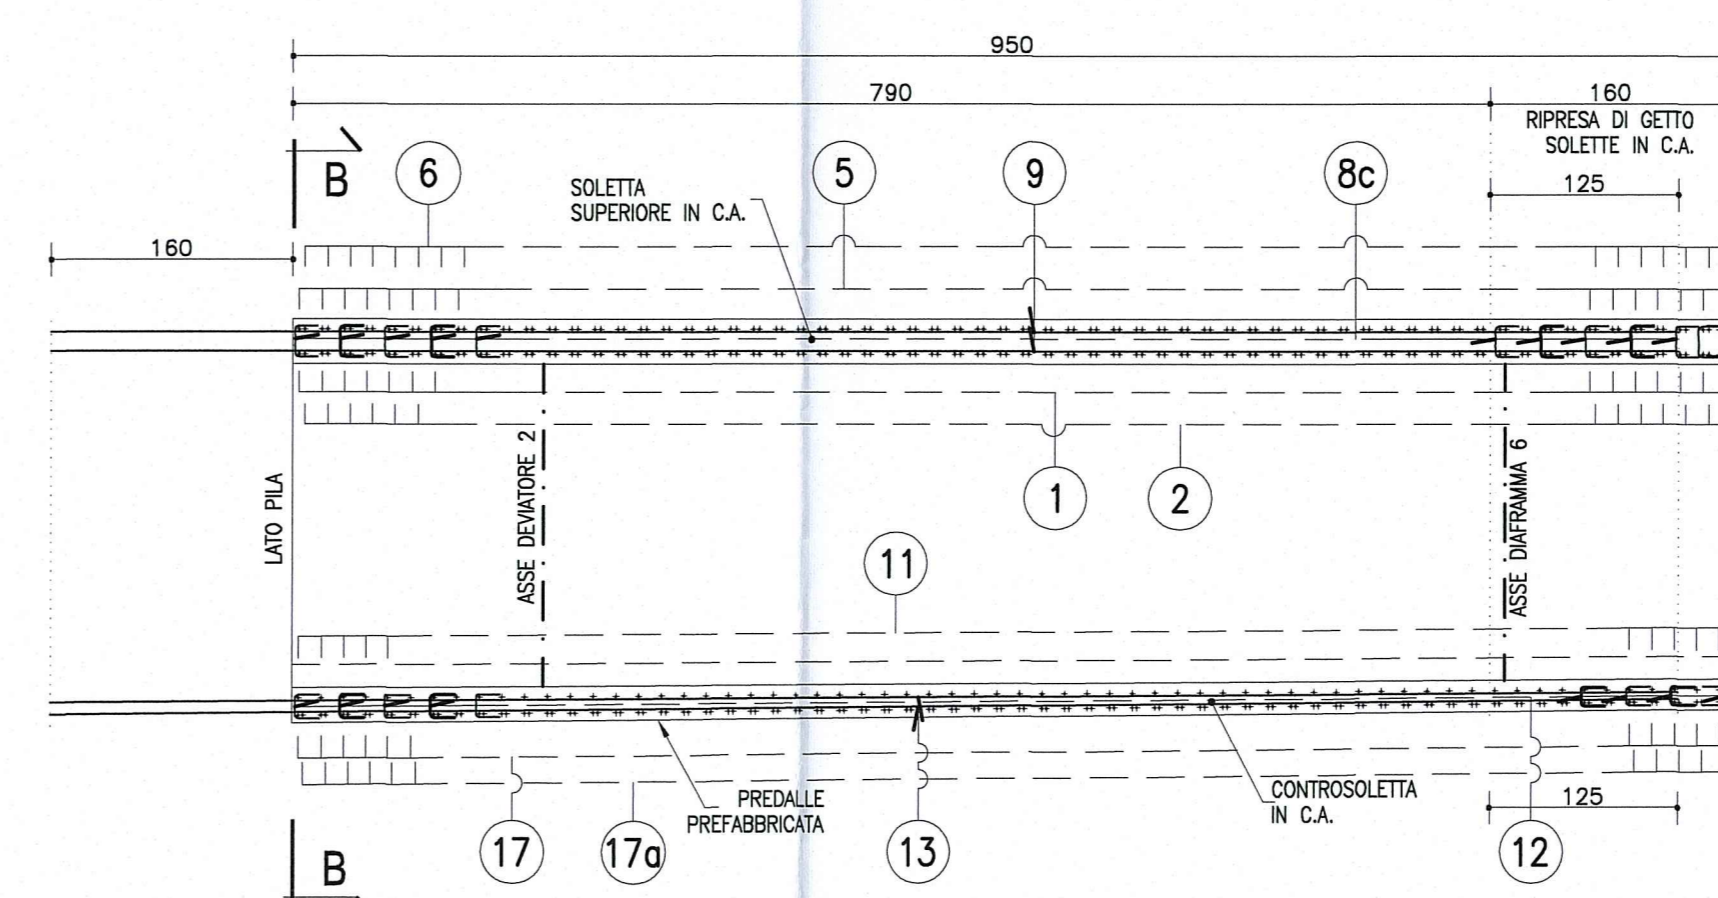 950
790
160
RIPRESA DI GETTO
SOLETTE IN C.A.
B
6
SOLETTA
SUPERIORE IN C.A.
5
9
8c
125
160
1
2
LATO PILA
ASSE DEVIATORE 2
ASSE DIAFRAMMA 6
11
PREDALLE
PREFABBRICATA
CONTROSOLETTA
IN C.A.
125
B
17
17a
13
12